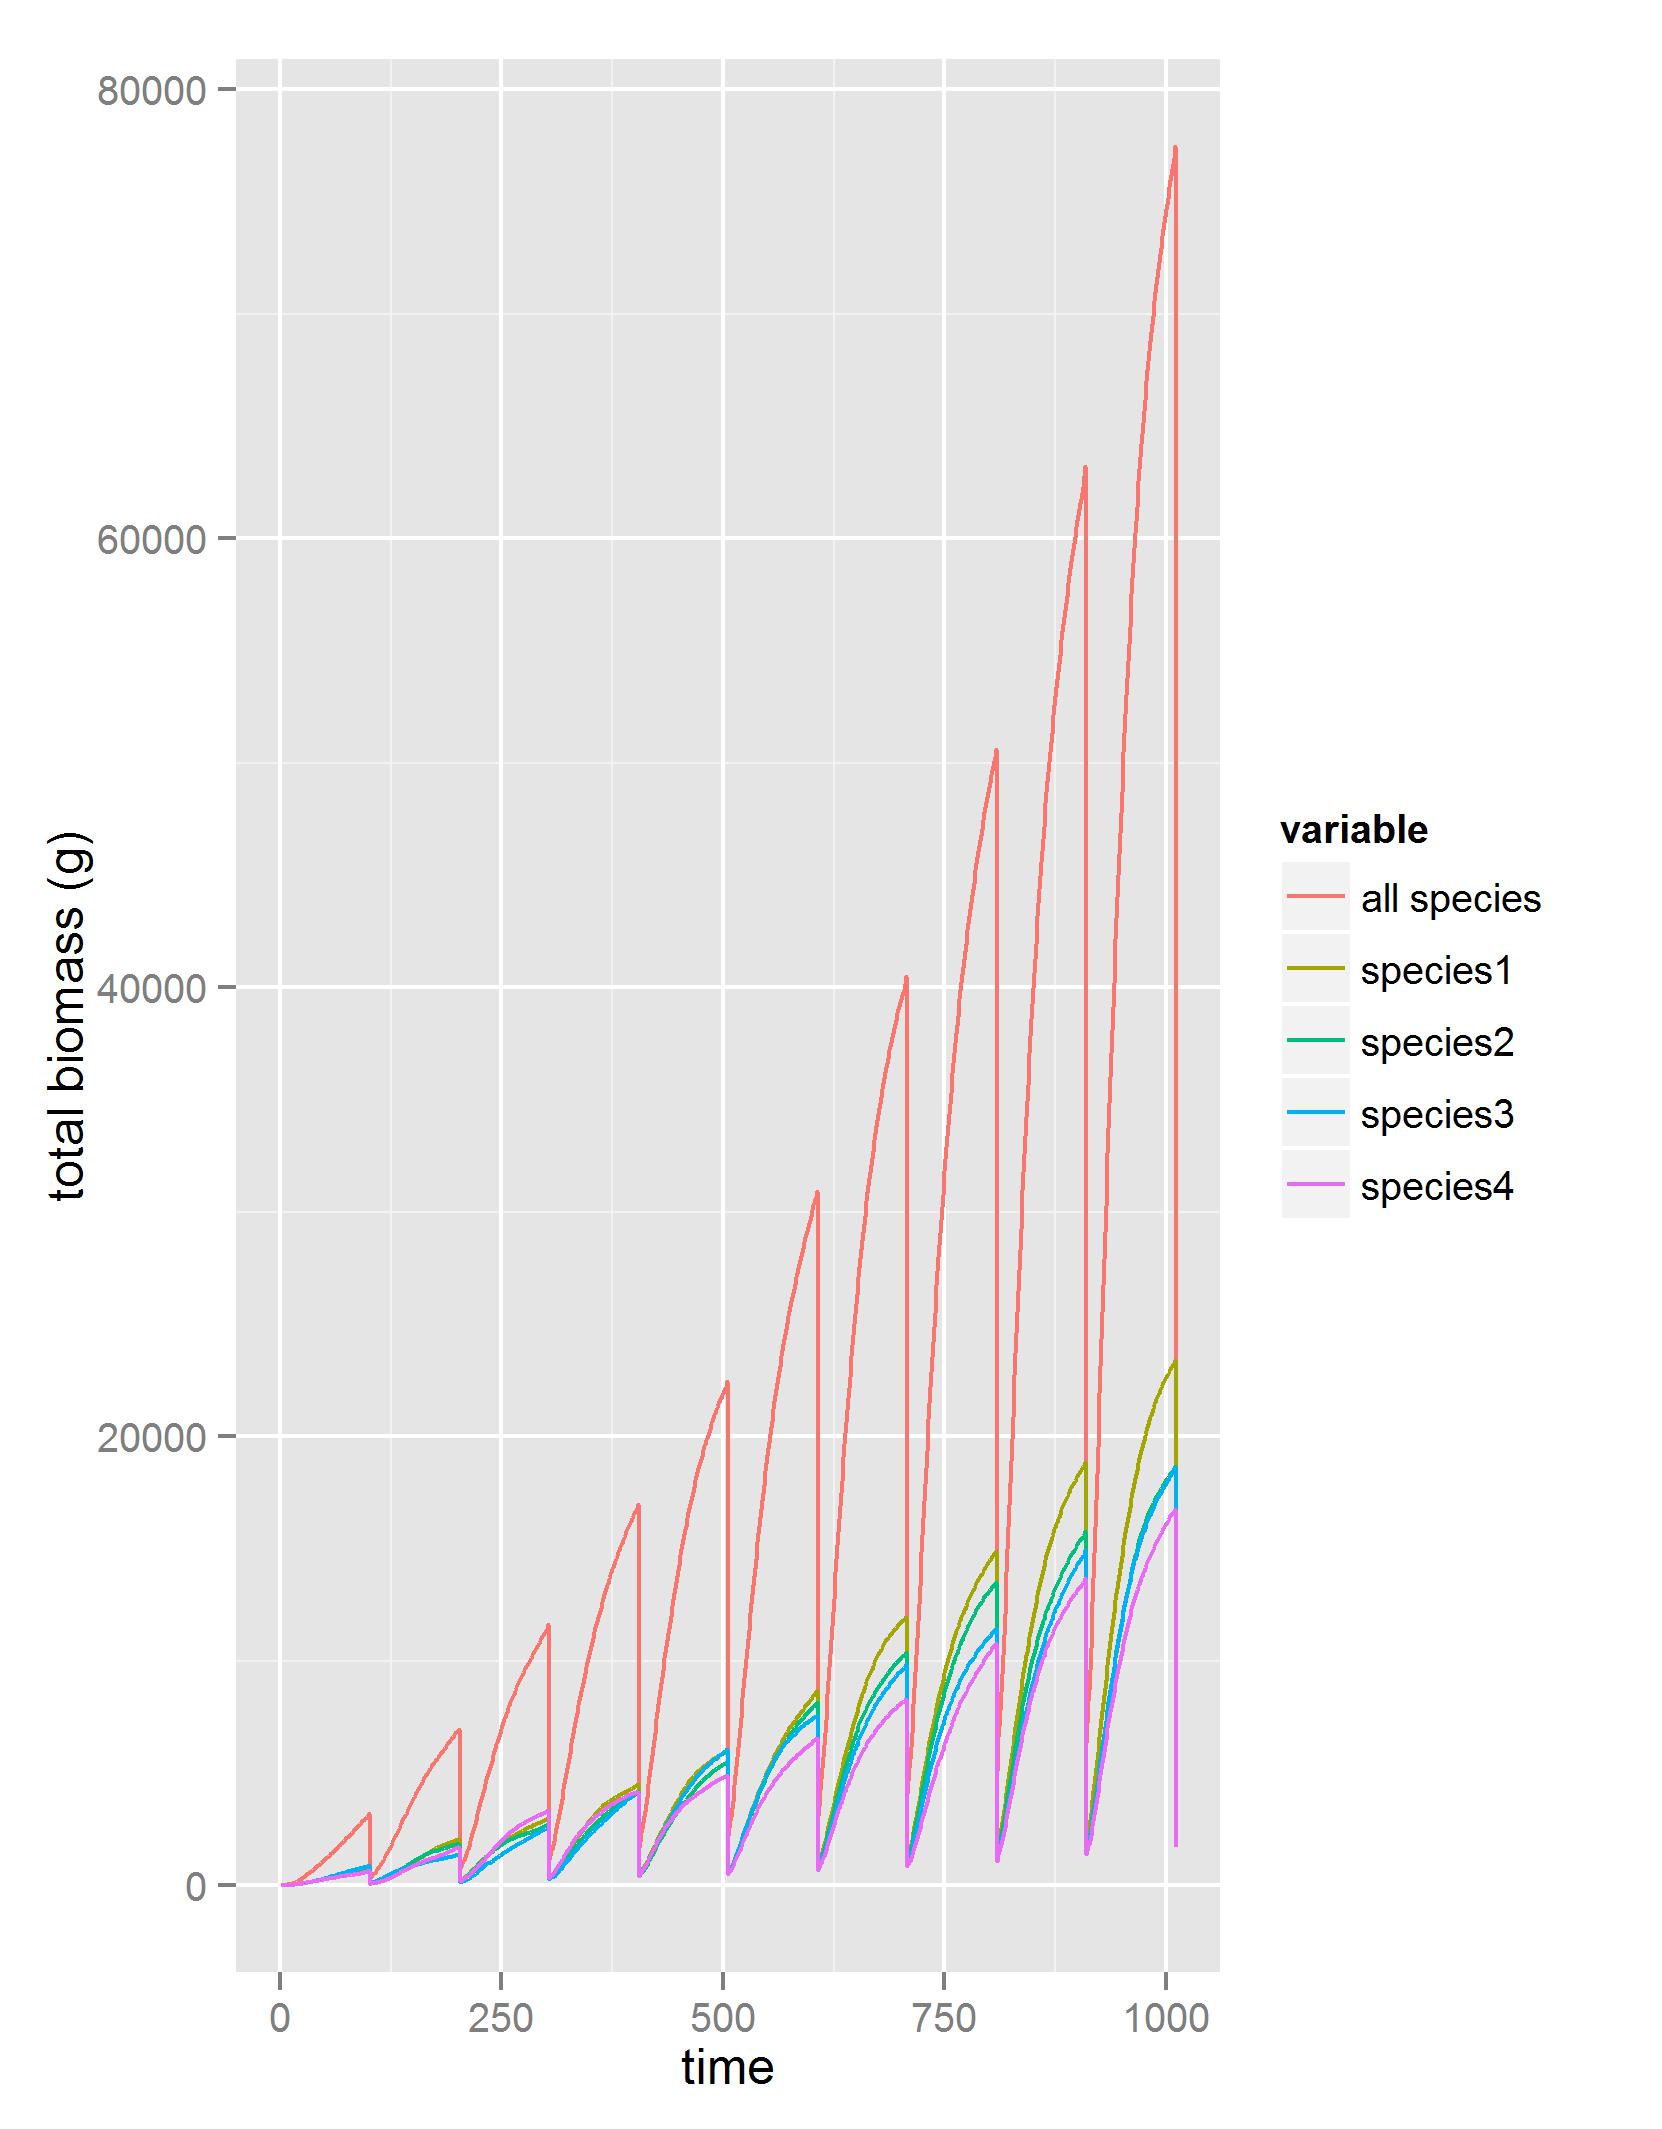 80000
60000
40000
20000
0
total biomass (g)
0 250 500 750 1000
time
variable
all species
species1
species2
species3
species4